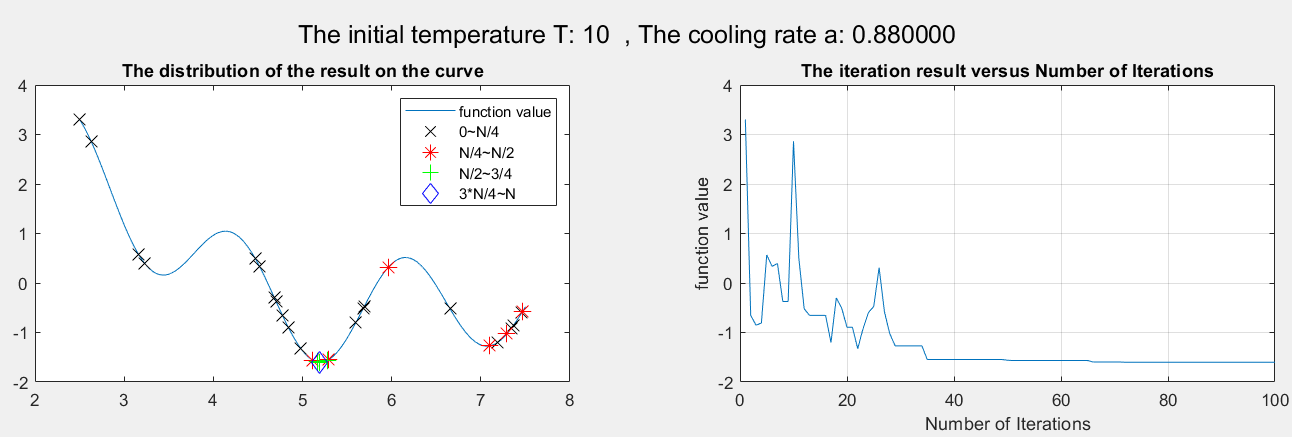 The initial temperature T: 10 , The cooling rate a: 0.880000
The distribution of the result on the curve
4
3
2
1
0
-1
-2
2
3
4
5
6
7
8
function value
0~N/4
N/4~N/2
N/2~3/4
3*N/4~N
The iteration result versus Number of Iterations
function value
4
3
2
1
0
-1
-2
0
20
40
60
80
100
Number of Iterations